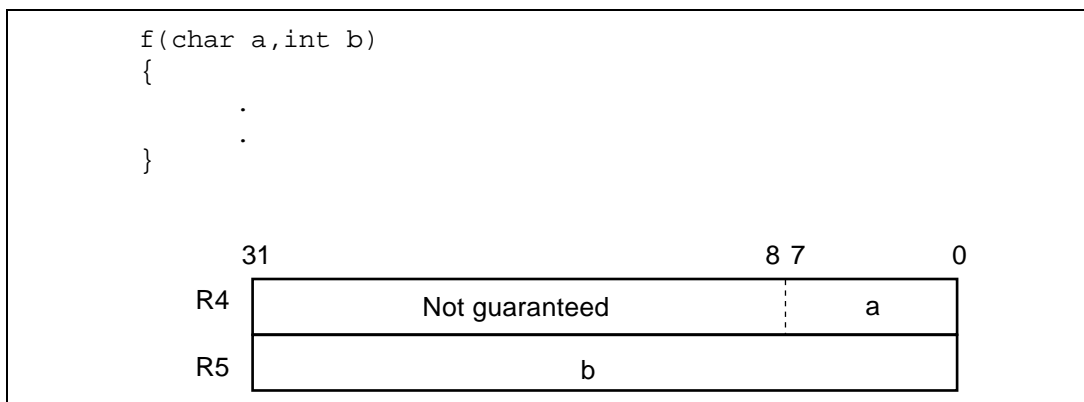 f(char a,int b)
{
.
.
}
31 8 7 0
R4 Not guaranteed a
R5 b